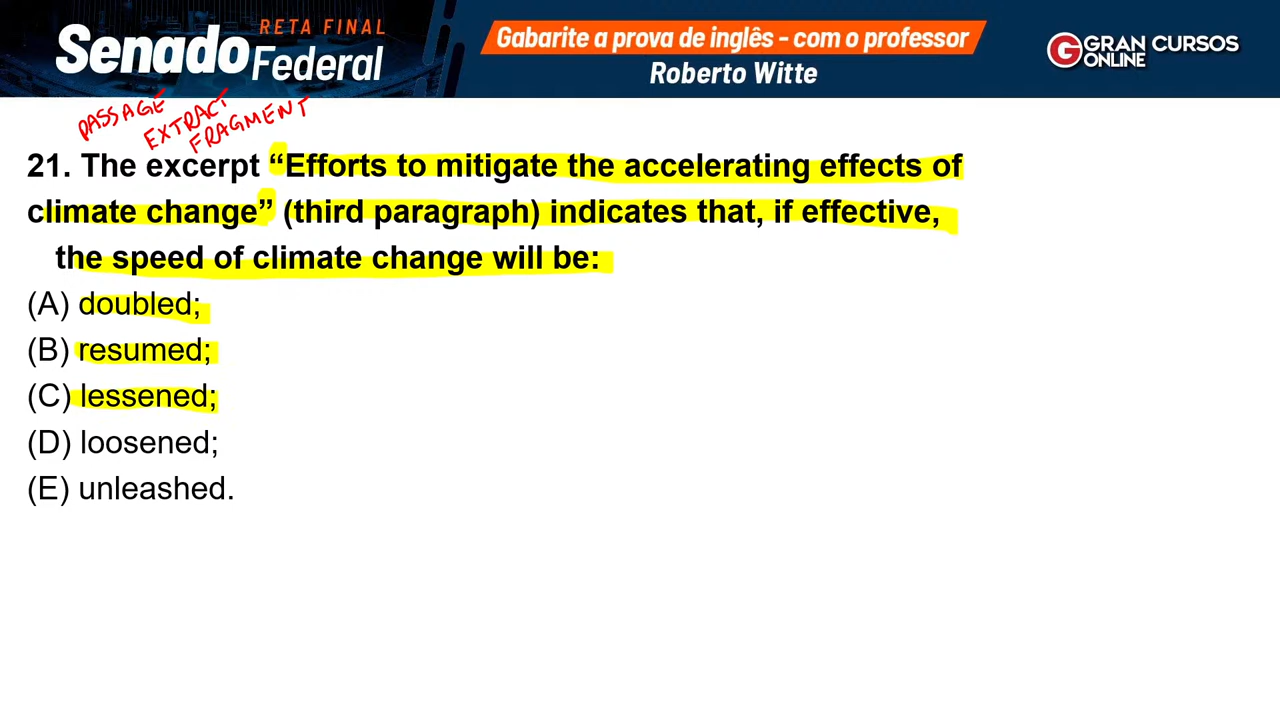 RETA FINAL
Senado Federal
Gabarite a prova de inglês - com o professor
Roberto Witte
GRAN CURSOS
ONLINE
PASSAGE
EXTRACT
FRAGMENT
21. The excerpt “Efforts to mitigate the accelerating effects of
climate change” (third paragraph) indicates that, if effective,
the speed of climate change will be:
(A) doubled;
(B) resumed;
(C) lessened;
(D) loosened;
(E) unleashed.